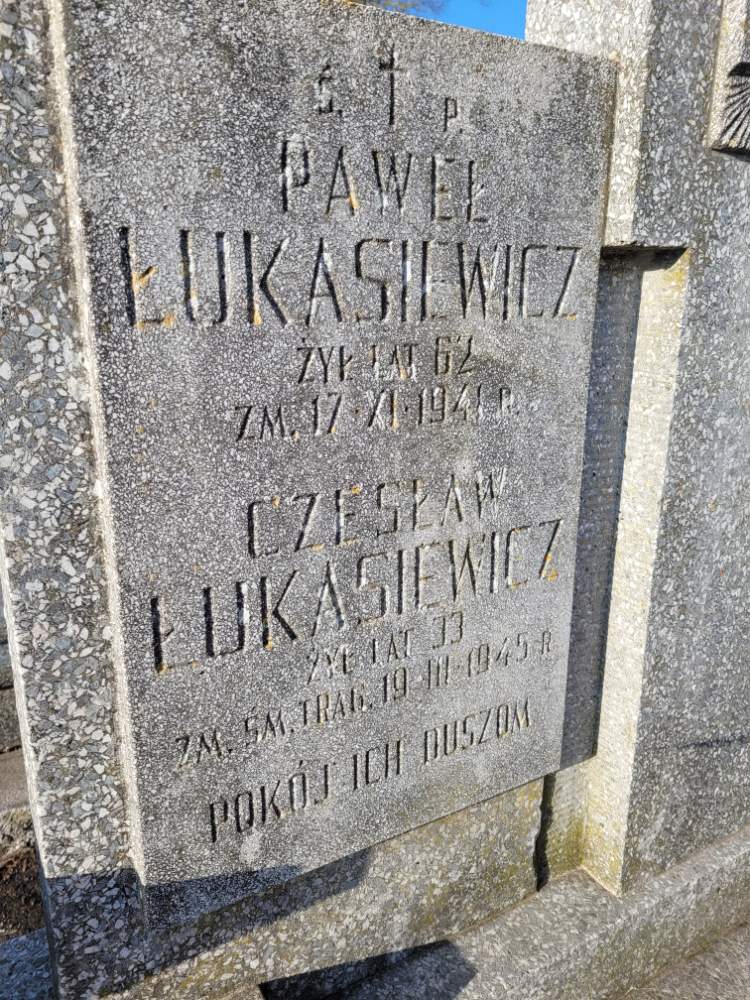 Ś. † P.
PAWEŁ
ŁUKASIEWICZ
ŻYŁ LAT 62
ZM. 17·XI·1941 R.
CZESŁAW
ŁUKASIEWICZ
ŻYŁ LAT 33
ZM. ŚM. TRAG. 19·III·1945 R
POKÓJ ICH DUSZOM